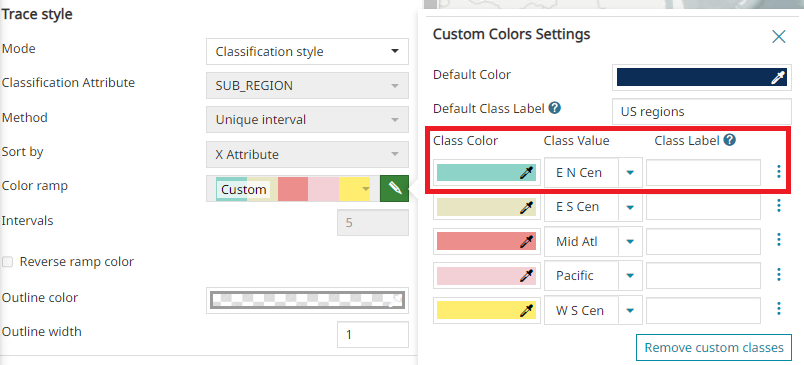 Trace style
Mode
Classification style
Classification Attribute
SUB_REGION
Method
Unique interval
Sort by
X Attribute
Color ramp
Custom
Intervals
5
Reverse ramp color
Outline color
Outline width
1
Custom Colors Settings
Default Color
Default Class Label ?
US regions
Class Color Class Value Class Label ?
E N Cen
E S Cen
Mid Atl
Pacific
W S Cen
Remove custom classes